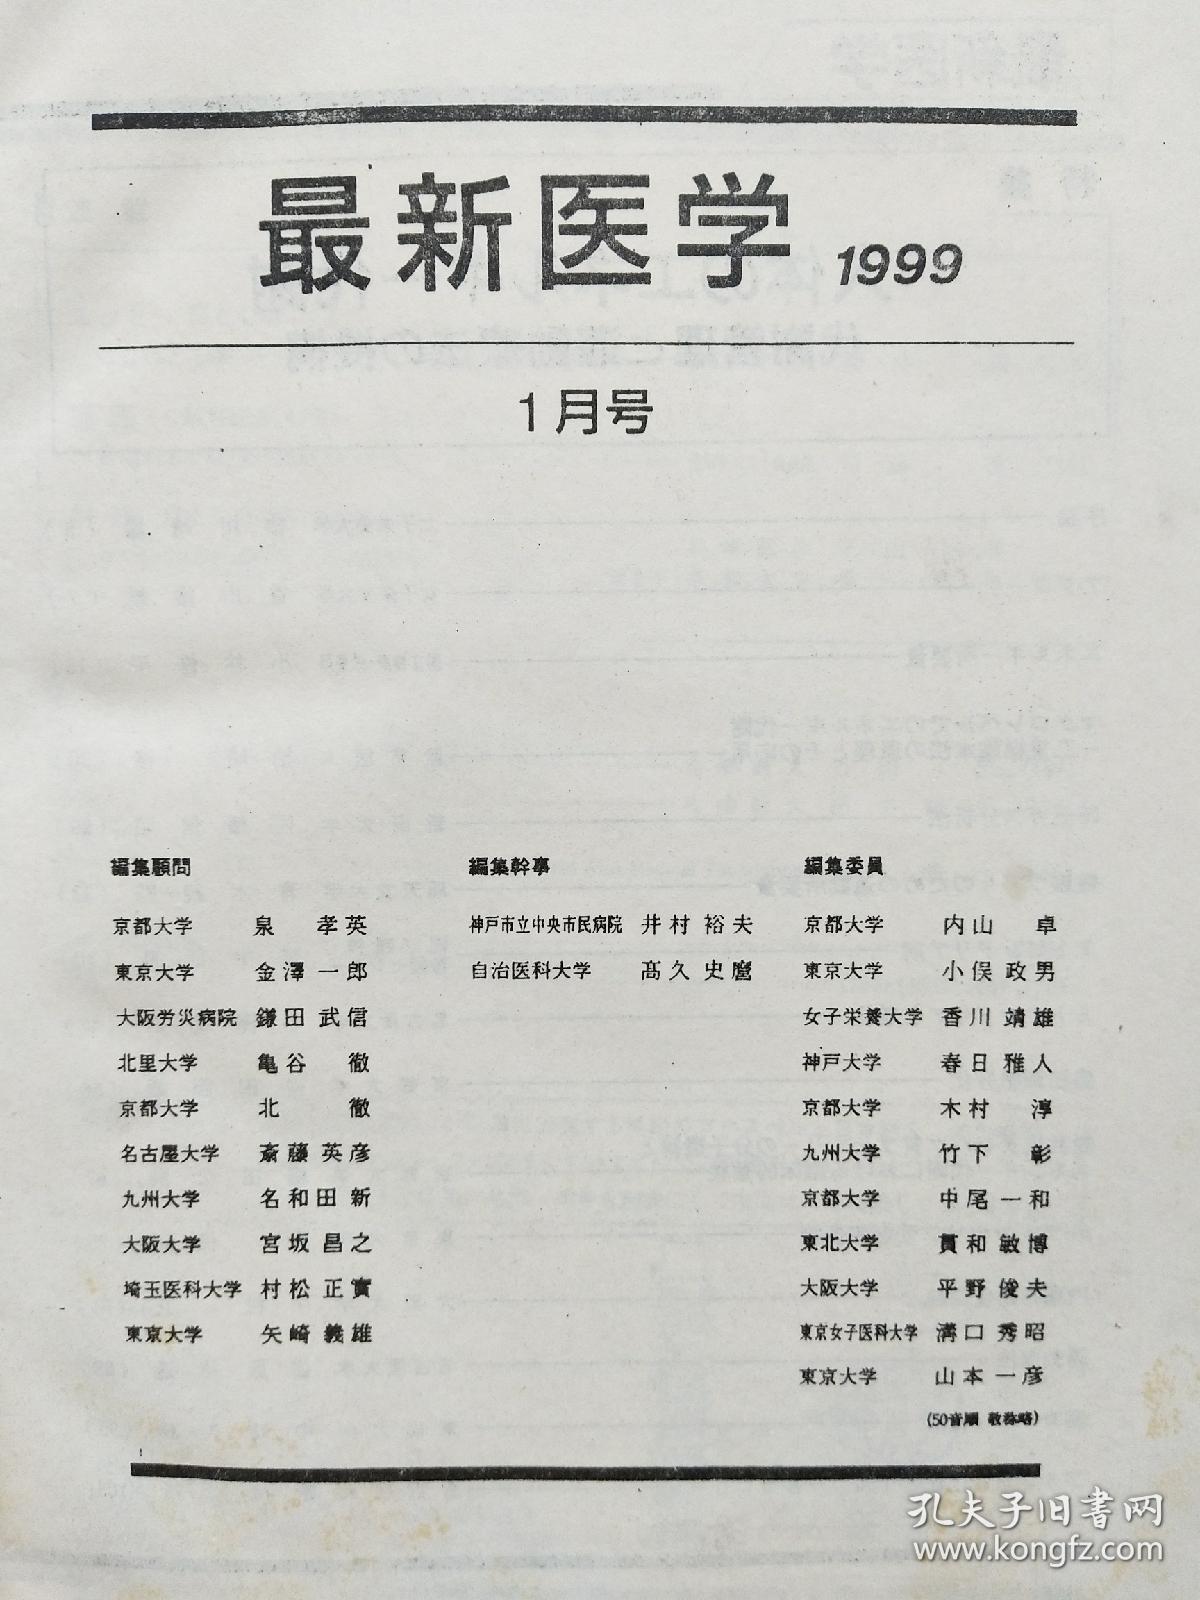 最新医学 1999
1月号
編集顧問
京都大学 泉 孝英
東京大学 金澤 一郎
大阪労災病院 鎌田 武信
北里大学 亀谷 徹
京都大学 北 徹
名古屋大学 斎藤 英彦
九州大学 名和田 新
大阪大学 宮坂 昌之
埼玉医科大学 村松 正實
東京大学 矢崎 義雄
編集幹事
神戸市立中央市民病院 井村 裕夫
自治医科大学 髙久 史麿
編集委員
京都大学 内山 卓
東京大学 小俣 政男
女子栄養大学 香川 靖雄
神戸大学 春日 雅人
京都大学 木村 淳
九州大学 竹下 彰
京都大学 中尾 一和
東北大学 貫和 敏博
大阪大学 平野 俊夫
東京女子医科大学 溝口 秀昭
東京大学 山本 一彦
(50音順 敬称略)
孔夫子旧书网
www.kongfz.com